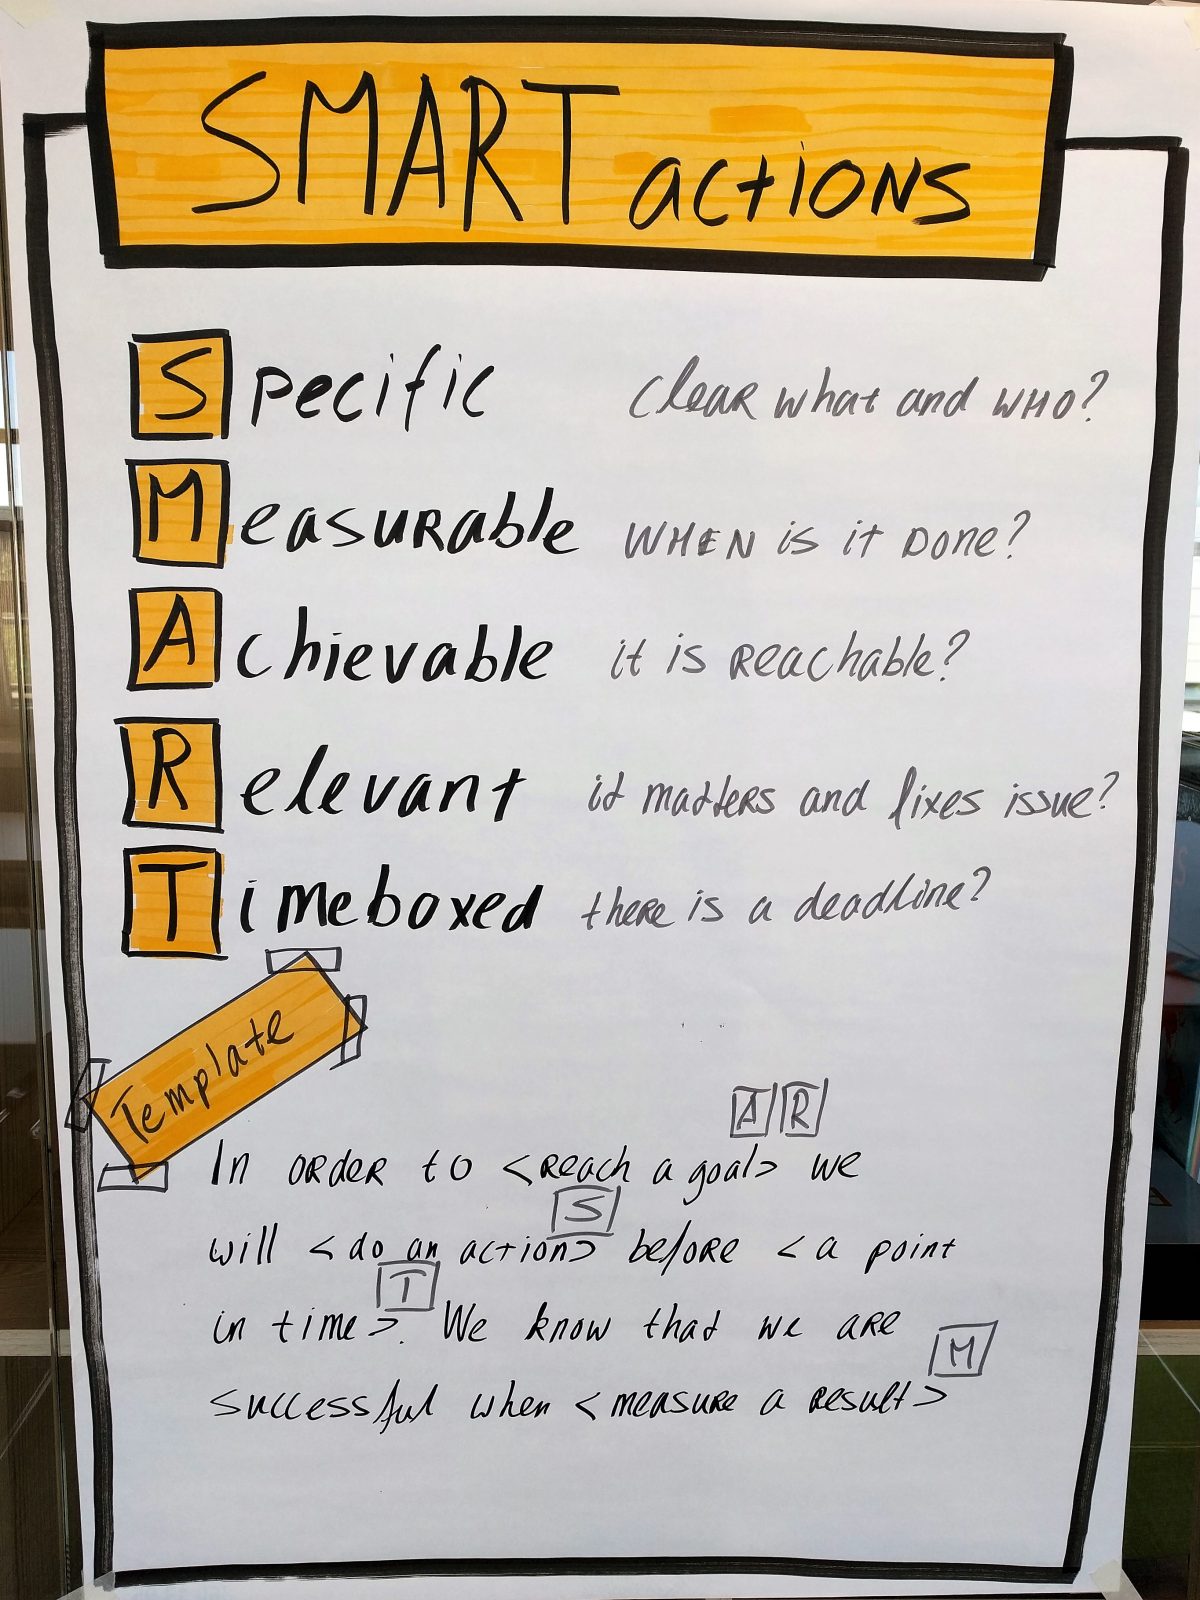 SMART actions
Specific clear what and who?
Measurable WHEN is it Done?
Achievable it is reachable?
Relevant it matters and fixes issue?
Timeboxed there is a deadline?
Template
A R
In order to <reach a goal> we
S
will <do an action> before <a point
T
in time>. We know that we are
M
successful when <measure a result>